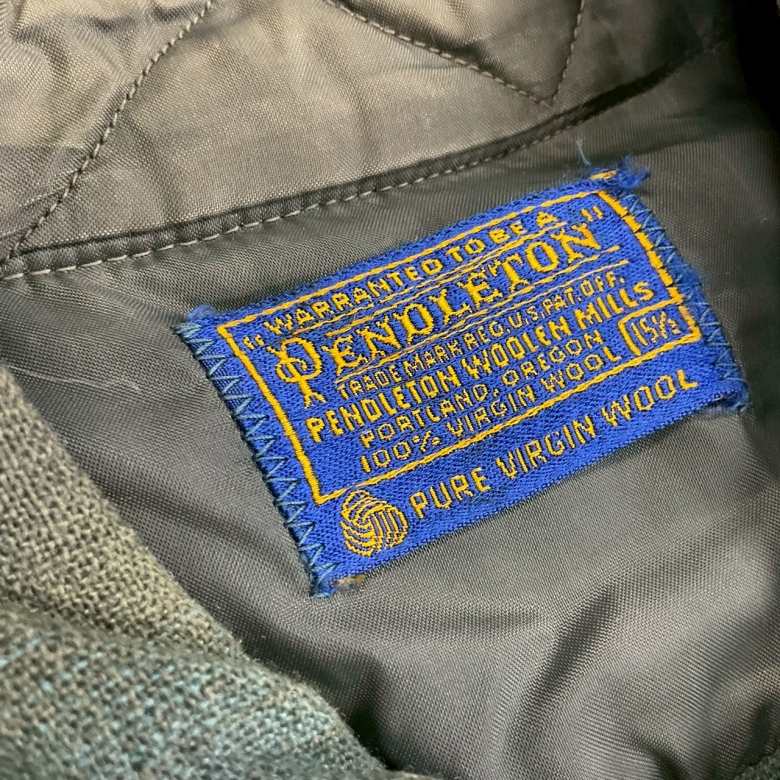 "WARRANTED TO BE A
PENDLETON"
TRADE MARK REG. U.S. PAT. OFF.
PENDLETON WOOLEN MILLS
PORTLAND, OREGON
100% VIRGIN WOOL
15½
PURE VIRGIN WOOL